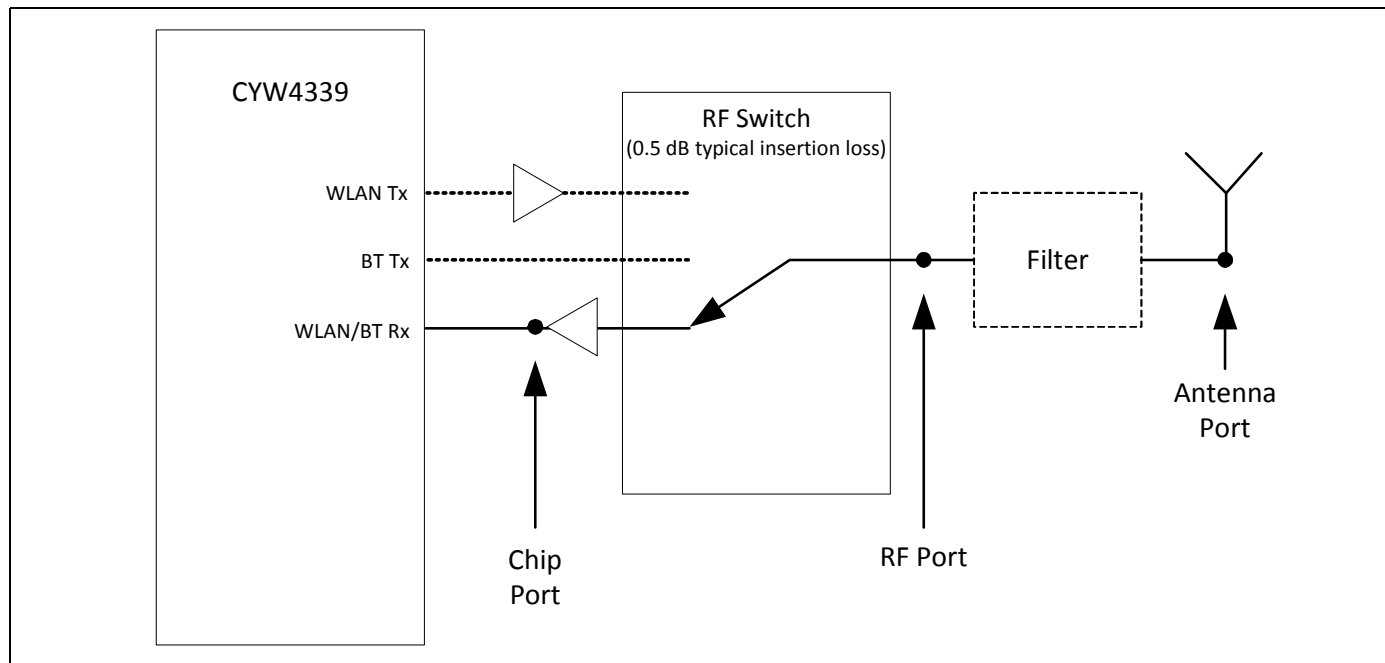 CYW4339
RF Switch
(0.5 dB typical insertion loss)
WLAN Tx
BT Tx
WLAN/BT Rx
Filter
Chip
Port
RF Port
Antenna
Port